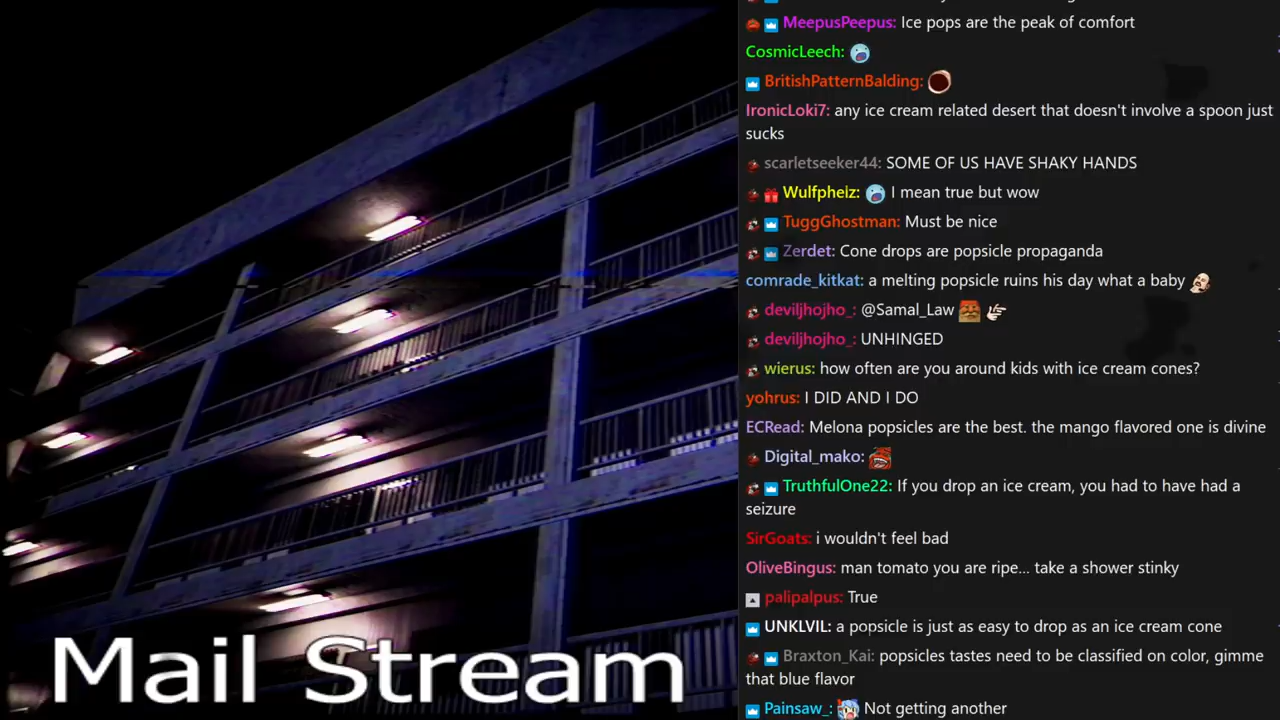 MeepusPeepus: Ice pops are the peak of comfort
CosmicLeech:
BritishPatternBalding:
IronicLoki7: any ice cream related desert that doesn't involve a spoon just
sucks
scarletseeker44: SOME OF US HAVE SHAKY HANDS
Wulfpheiz: I mean true but wow
TuggGhostman: Must be nice
Zerdet: Cone drops are popsicle propaganda
comrade_kitkat: a melting popsicle ruins his day what a baby
deviljhojho_: @Samal_Law
deviljhojho_: UNHINGED
wierus: how often are you around kids with ice cream cones?
yohrus: I DID AND I DO
ECRead: Melona popsicles are the best. the mango flavored one is divine
Digital_mako:
TruthfulOne22: If you drop an ice cream, you had to have had a
seizure
SirGoats: i wouldn't feel bad
OliveBingus: man tomato you are ripe... take a shower stinky
palipalpus: True
UNKLVIL: a popsicle is just as easy to drop as an ice cream cone
Braxton_Kai: popsicles tastes need to be classified on color, gimme
that blue flavor
Painsaw_: Not getting another
Mail Stream